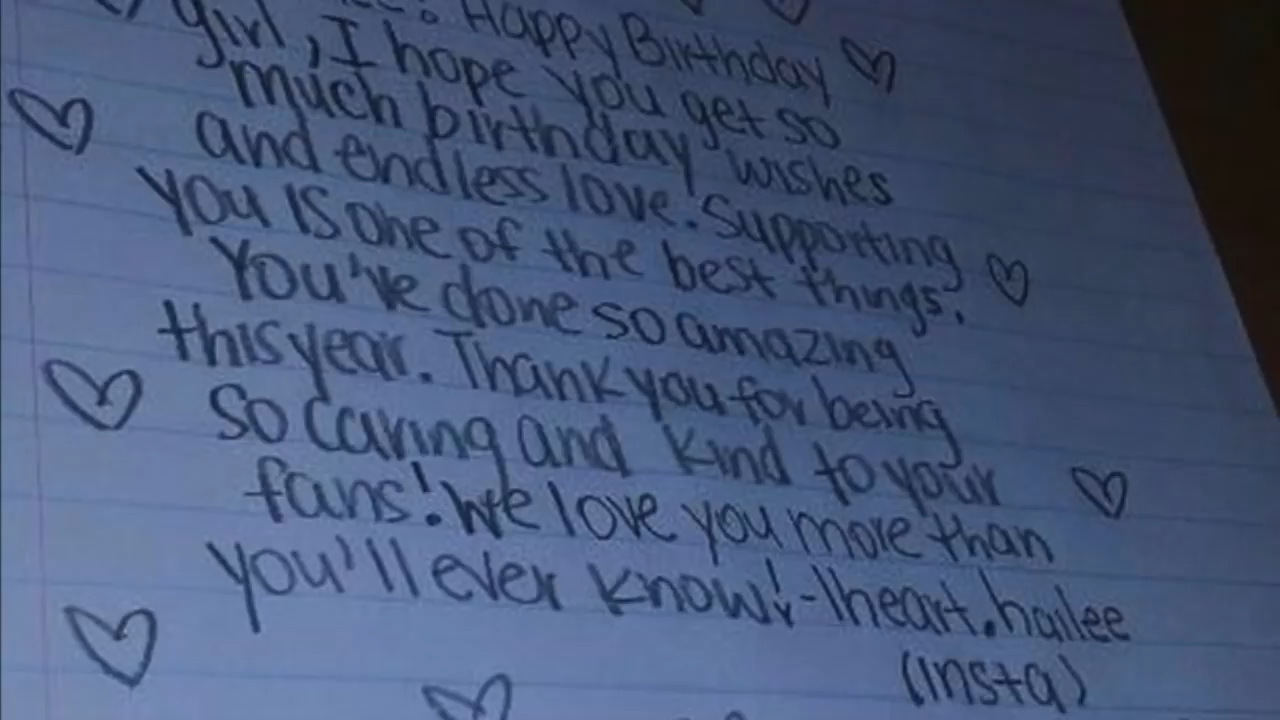 Happy Birthday
girl, I hope you get so
much birthday wishes
and endless love. Supporting
you is one of the best things.
You've done so amazing
this year. Thank you for being
so caring and kind to your
fans! We love you more than
you'll ever know! -Iheart.hailee
(Insta)